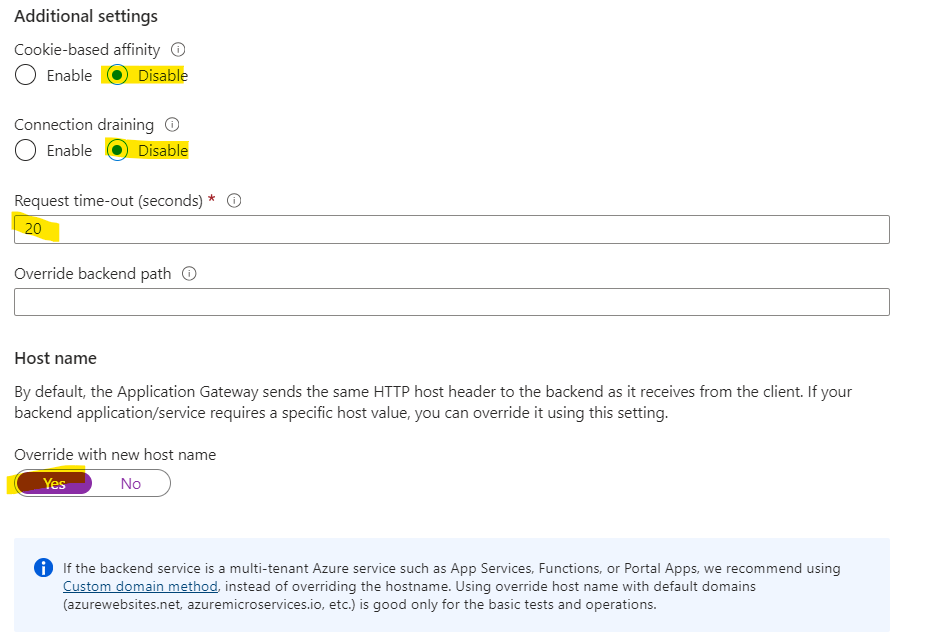 Additional settings
Cookie-based affinity
Enable Disable
Connection draining
Enable Disable
Request time-out (seconds) *
20
Override backend path
Host name
By default, the Application Gateway sends the same HTTP host header to the backend as it receives from the client. If your
backend application/service requires a specific host value, you can override it using this setting.
Override with new host name
Yes No
If the backend service is a multi-tenant Azure service such as App Services, Functions, or Portal Apps, we recommend using
Custom domain method, instead of overriding the hostname. Using override host name with default domains
(azurewebsites.net, azuremicroservices.io, etc.) is good only for the basic tests and operations.